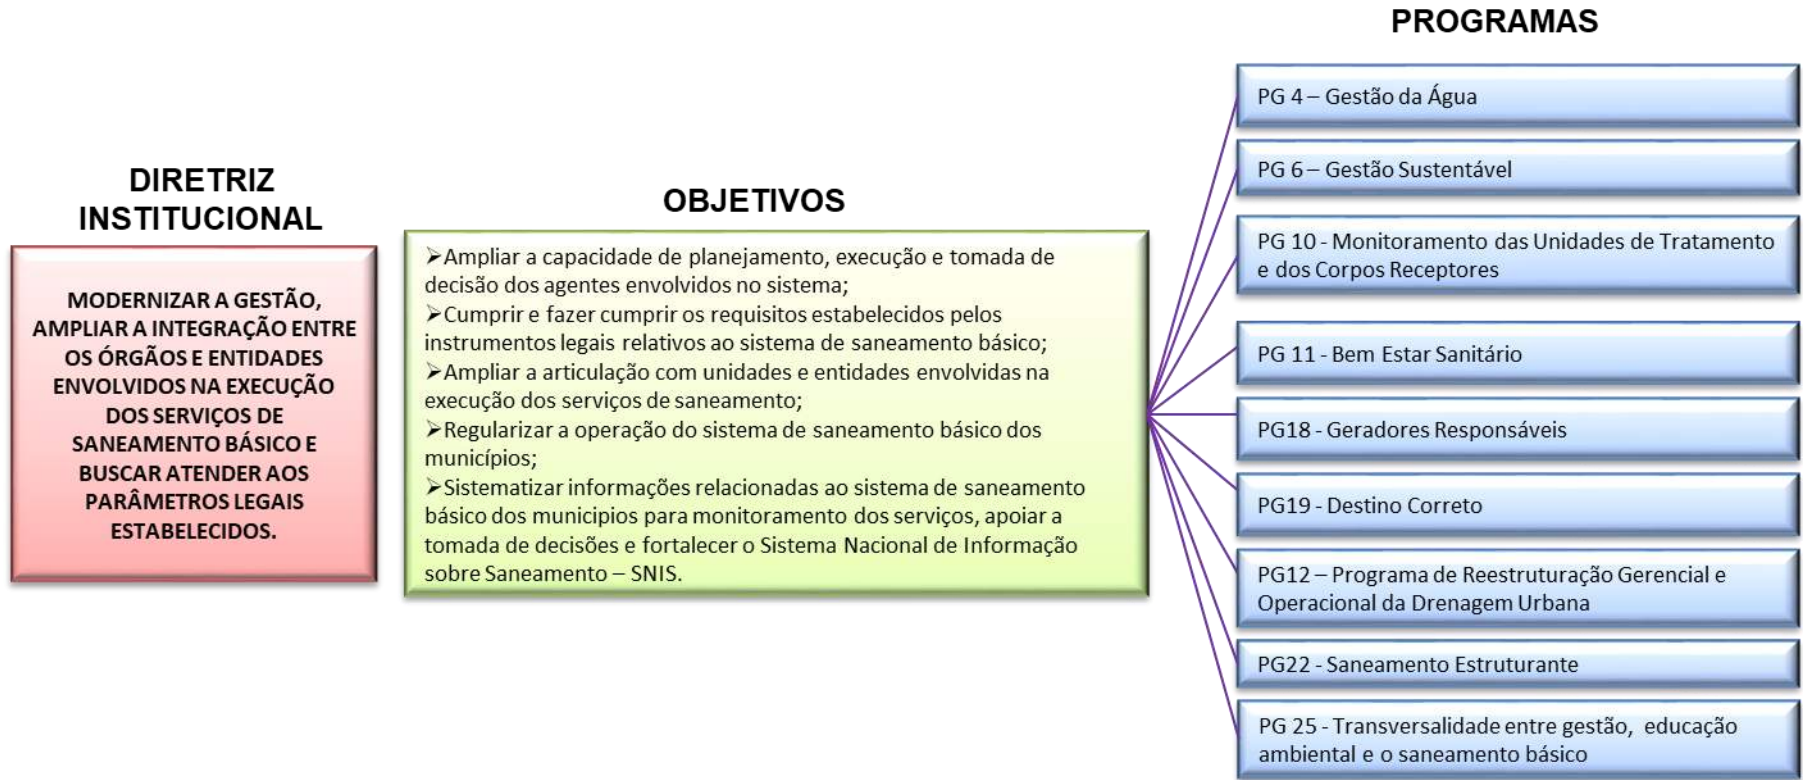 DIRETRIZ
INSTITUCIONAL
MODERNIZAR A GESTÃO,
AMPLIAR A INTEGRAÇÃO ENTRE
OS ÓRGÃOS E ENTIDADES
ENVOLVIDOS NA EXECUÇÃO
DOS SERVIÇOS DE
SANEAMENTO BÁSICO E
BUSCAR ATENDER AOS
PARÂMETROS LEGAIS
ESTABELECIDOS.
OBJETIVOS
➢Ampliar a capacidade de planejamento, execução e tomada de
decisão dos agentes envolvidos no sistema;
➢Cumprir e fazer cumprir os requisitos estabelecidos pelos
instrumentos legais relativos ao sistema de saneamento básico;
➢Ampliar a articulação com unidades e entidades envolvidas na
execução dos serviços de saneamento;
➢Regularizar a operação do sistema de saneamento básico dos
municípios;
➢Sistematizar informações relacionadas ao sistema de saneamento
básico dos municipios para monitoramento dos serviços, apoiar a
tomada de decisões e fortalecer o Sistema Nacional de Informação
sobre Saneamento – SNIS.
PROGRAMAS
PG 4 – Gestão da Água
PG 6 – Gestão Sustentável
PG 10 - Monitoramento das Unidades de Tratamento
e dos Corpos Receptores
PG 11 - Bem Estar Sanitário
PG18 - Geradores Responsáveis
PG19 - Destino Correto
PG12 – Programa de Reestruturação Gerencial e
Operacional da Drenagem Urbana
PG22 - Saneamento Estruturante
PG 25 - Transversalidade entre gestão, educação
ambiental e o saneamento básico